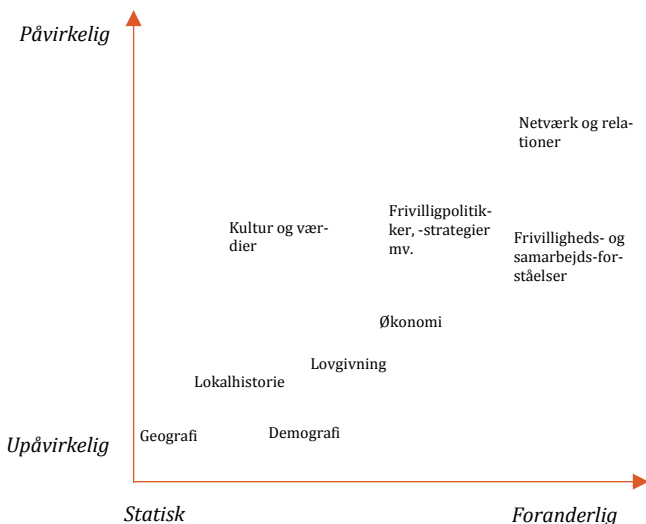 Påvirkelig
Netværk og rela-
tioner
Kultur og vær-
dier
Frivilligpolitik-
ker, -strategier
mv.
Frivilligheds- og
samarbejds-for-
ståelser
Økonomi
Lovgivning
Lokalhistorie
Upåvirkelig
Geografi
Demografi
Statisk
Foranderlig